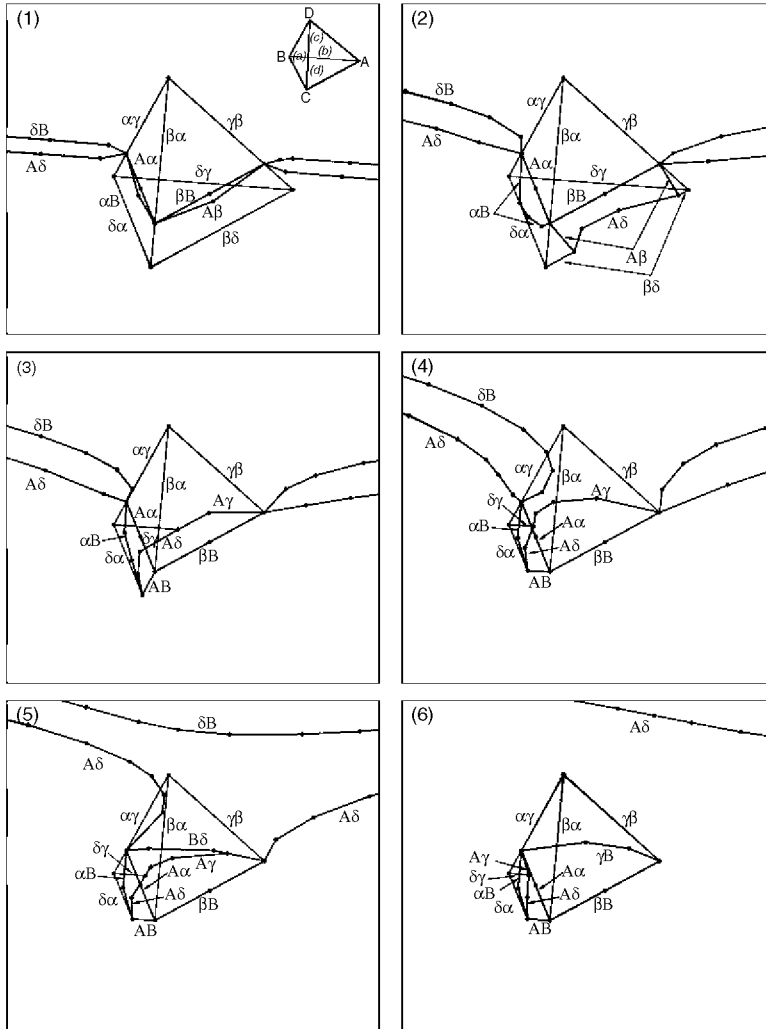 (1)
D
(c)
B (a) (b) A
(d)
C
αγ
γβ
δB
βα
Aδ
Aα
δγ
αB
βB
Aβ
δα
βδ
(2)
δB
αγ
γβ
βα
Aδ
Aα
δγ
βB
αB
Aδ
δα
Aβ
βδ
(3)
δB
αγ
γβ
βα
Aδ
Aγ
Aα
αB
δγ
Aδ
δα
βB
AB
(4)
δB
Aδ
αγ
γβ
βα
δγ
Aγ
αB
Aα
δα
Aδ
βB
AB
(5)
δB
Aδ
αγ
γβ
Aδ
βα
Bδ
δγ
Aγ
αB
Aα
δα
Aδ
βB
AB
(6)
Aδ
αγ
γβ
βα
Aγ
γB
δγ
Aα
αB
δα
Aδ
βB
AB